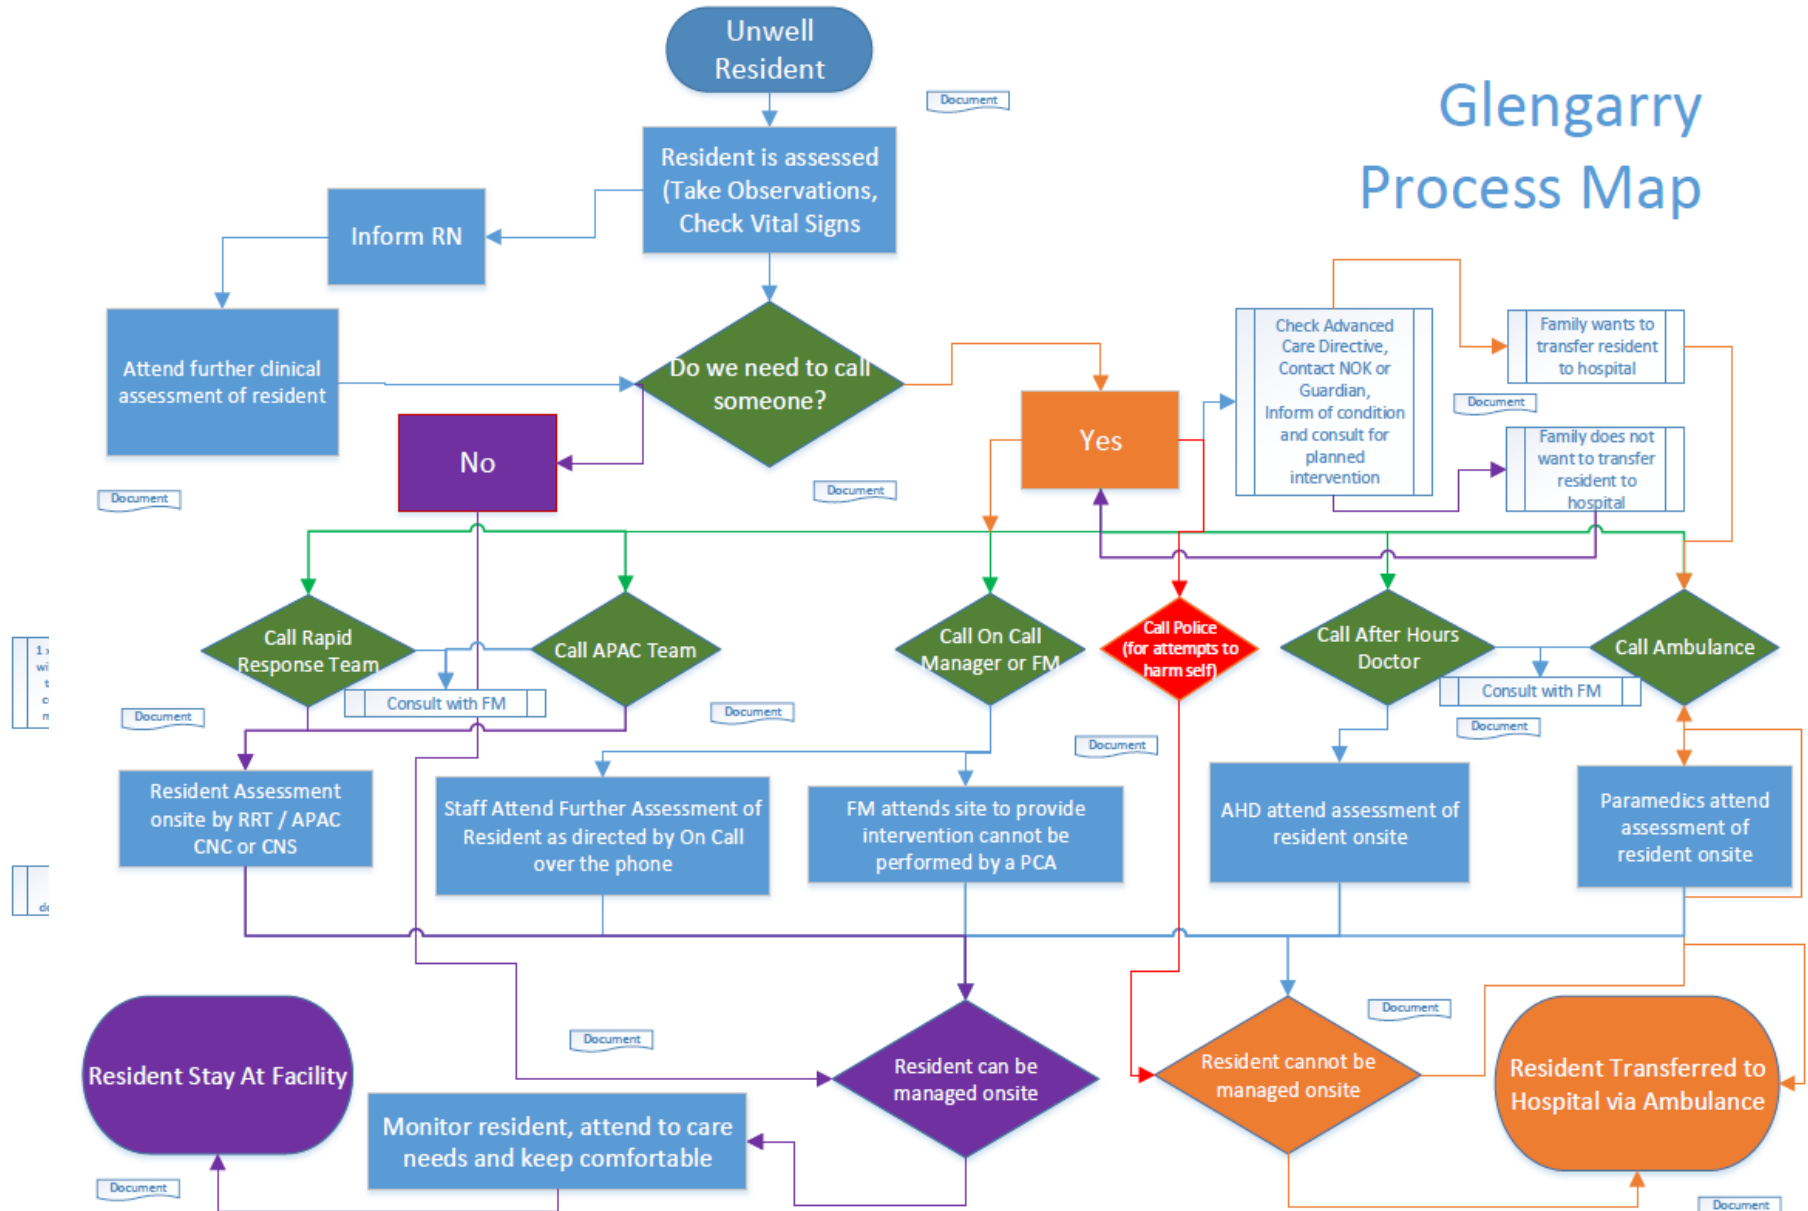 Unwell
Resident
Document
Glengarry
Process Map
Resident is assessed
(Take Observations,
Check Vital Signs
Inform RN
Attend further clinical
assessment of resident
Do we need to call
someone?
Yes
No
Check Advanced
Care Directive,
Contact NOK or
Guardian,
Inform of condition
and consult for
planned
intervention
Family wants to
transfer resident
to hospital
Document
Family does not
want to transfer
resident to
hospital
Document
Document
Call Rapid
Response Team
Call APAC Team
Call On Call
Manager or FM
Call Police
(for attempts to
harm self)
Call After Hours
Doctor
Call Ambulance
Consult with FM
Consult with FM
Document
Document
Document
Document
Resident Assessment
onsite by RRT / APAC
CNC or CNS
Staff Attend Further Assessment of
Resident as directed by On Call
over the phone
FM attends site to provide
intervention cannot be
performed by a PCA
AHD attend assessment of
resident onsite
Paramedics attend
assessment of
resident onsite
Document
Document
Resident Stay At Facility
Resident can be
managed onsite
Resident cannot be
managed onsite
Resident Transferred to
Hospital via Ambulance
Monitor resident, attend to care
needs and keep comfortable
Document
Document